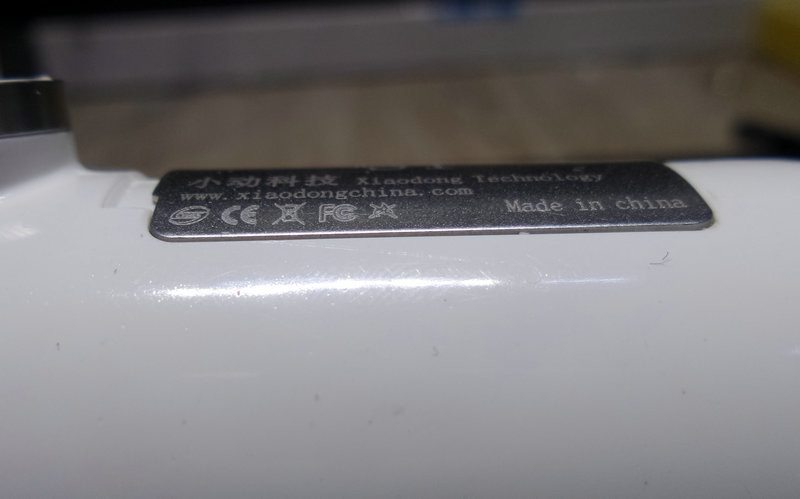 小动科技 Xiaodong Technology
www.xiaodongchina.com
CE FC Made in china